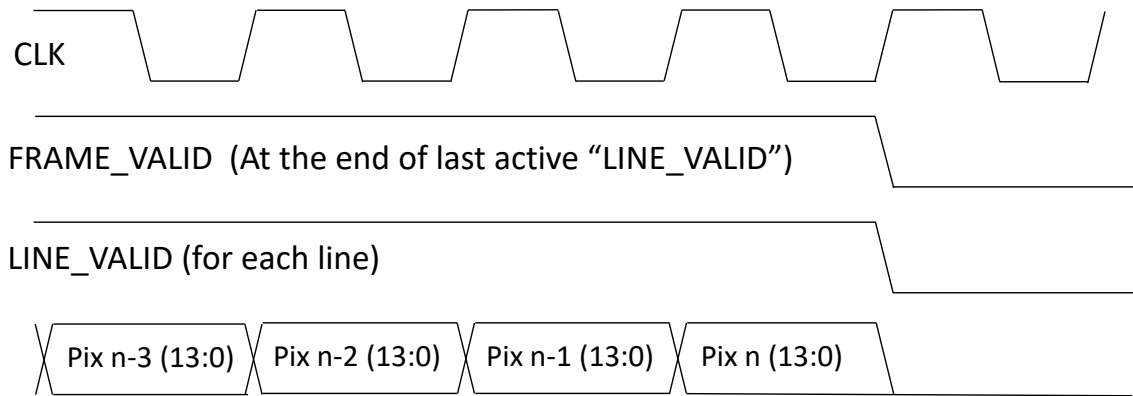 CLK
FRAME_VALID (At the end of last active “LINE_VALID”)
LINE_VALID (for each line)
Pix n-3 (13:0) Pix n-2 (13:0) Pix n-1 (13:0) Pix n (13:0)